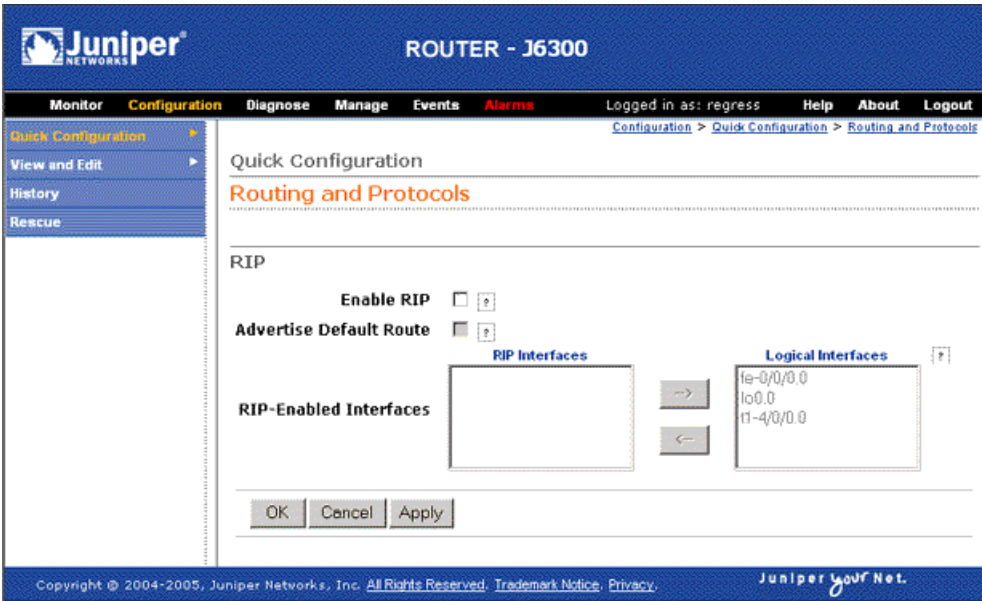 Juniper®
NETWORKS
ROUTER - J6300
Monitor Configuration Diagnose Manage Events Alarms Logged in as: regress Help About Logout
Configuration > Quick Configuration > Routing and Protocols
Quick Configuration
View and Edit
History
Rescue
Quick Configuration
Routing and Protocols
RIP
Enable RIP ?
Advertise Default Route ?
RIP Interfaces Logical Interfaces ?
RIP-Enabled Interfaces
-->
<--
fe-0/0/0.0
lo0.0
t1-4/0/0.0
OK Cancel Apply
Copyright © 2004-2005, Juniper Networks, Inc. All Rights Reserved. Trademark Notice. Privacy.
Juniper your Net.